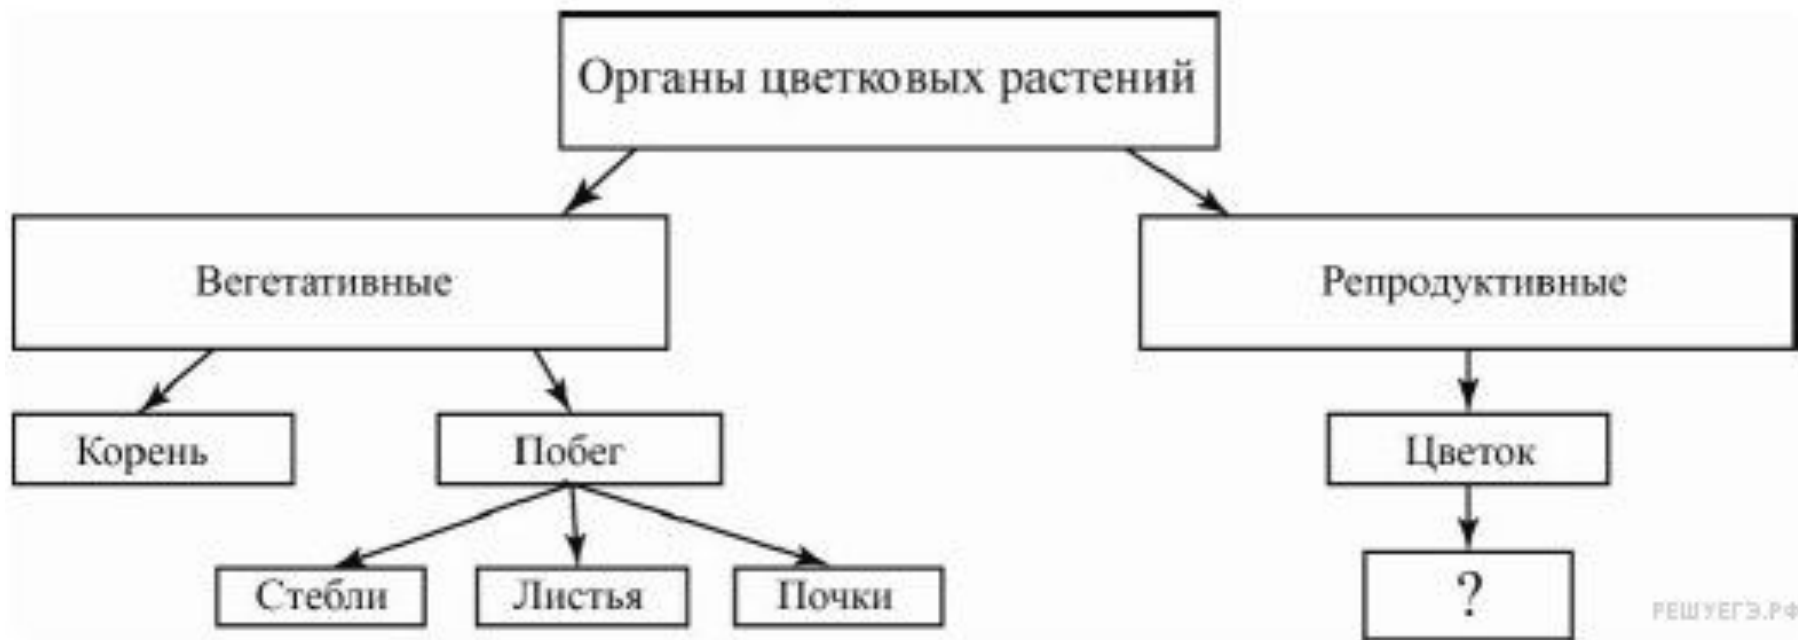 Органы цветковых растений
Вегетативные
Репродуктивные
Корень
Побег
Цветок
Стебли
Листья
Почки
?
РЕШУЕГЭ.РФ